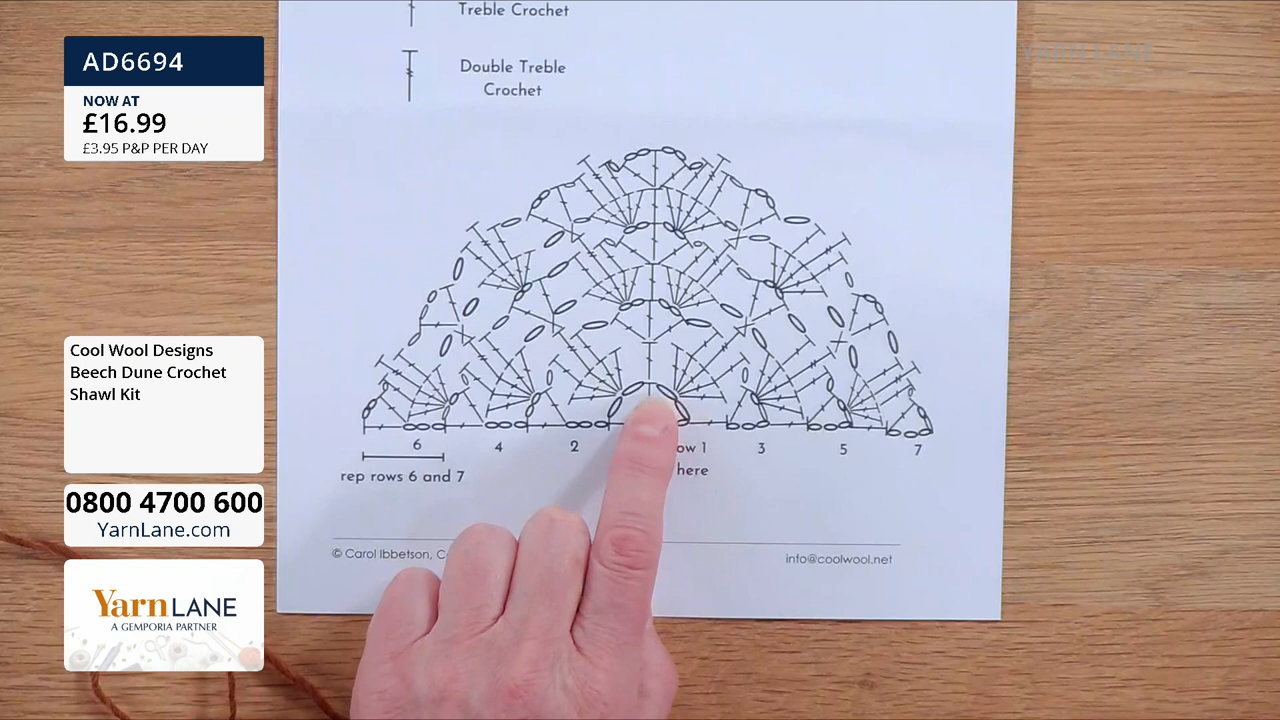 AD6694
NOW AT
£16.99
£3.95 P&P PER DAY
Cool Wool Designs
Beech Dune Crochet
Shawl Kit
0800 4700 600
YarnLane.com
YarnLANE
A GEMPORIA PARTNER
YARN LANE
Treble Crochet
Double Treble
Crochet
6 4 2 ow 1 3 5 7
here
rep rows 6 and 7
© Carol Ibbetson, C
info@coolwool.net